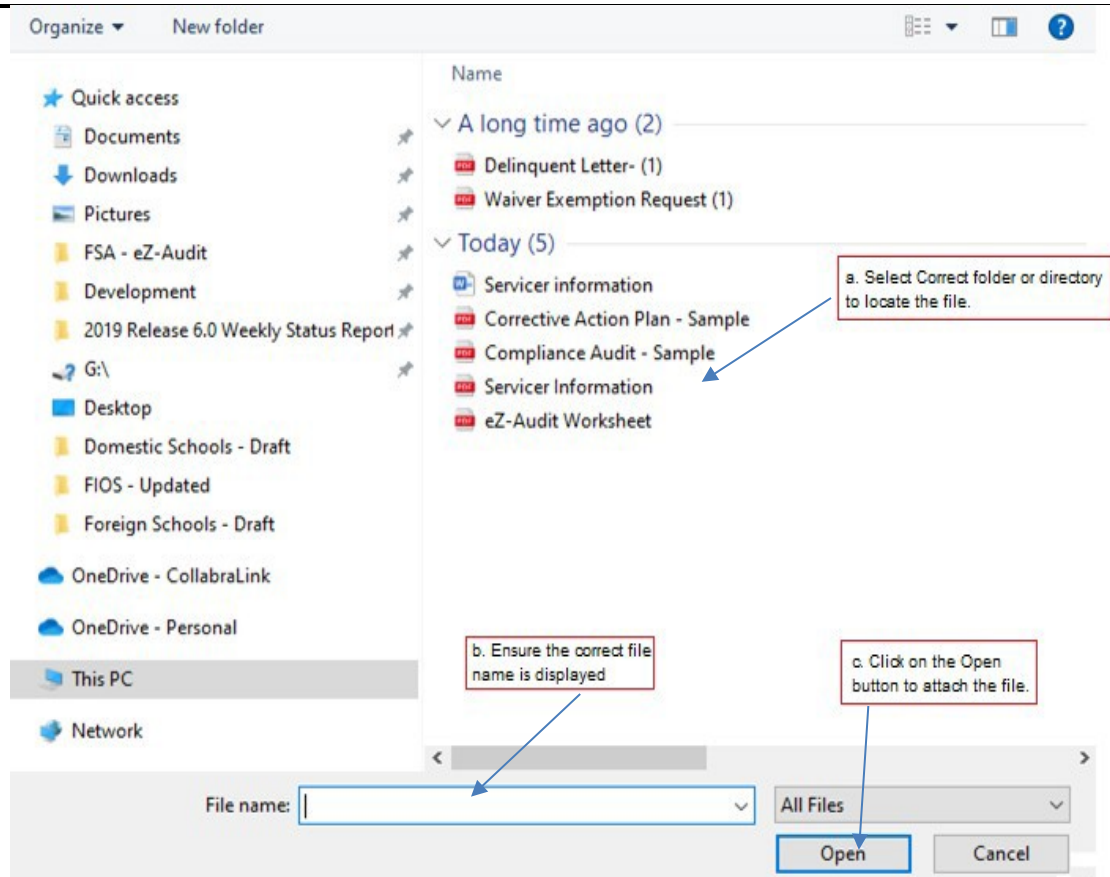 Organize New folder
Name
Quick access
Documents
Downloads
Pictures
FSA - eZ-Audit
Development
2019 Release 6.0 Weekly Status Report
G:\
Desktop
Domestic Schools - Draft
FIOS - Updated
Foreign Schools - Draft
OneDrive - CollabraLink
OneDrive - Personal
This PC
Network
A long time ago (2)
Delinquent Letter- (1)
Waiver Exemption Request (1)
Today (5)
Servicer information
Corrective Action Plan - Sample
Compliance Audit - Sample
Servicer Information
eZ-Audit Worksheet
a. Select Correct folder or directory
to locate the file.
b. Ensure the correct file
name is displayed
c. Click on the Open
button to attach the file.
File name: All Files
Open Cancel